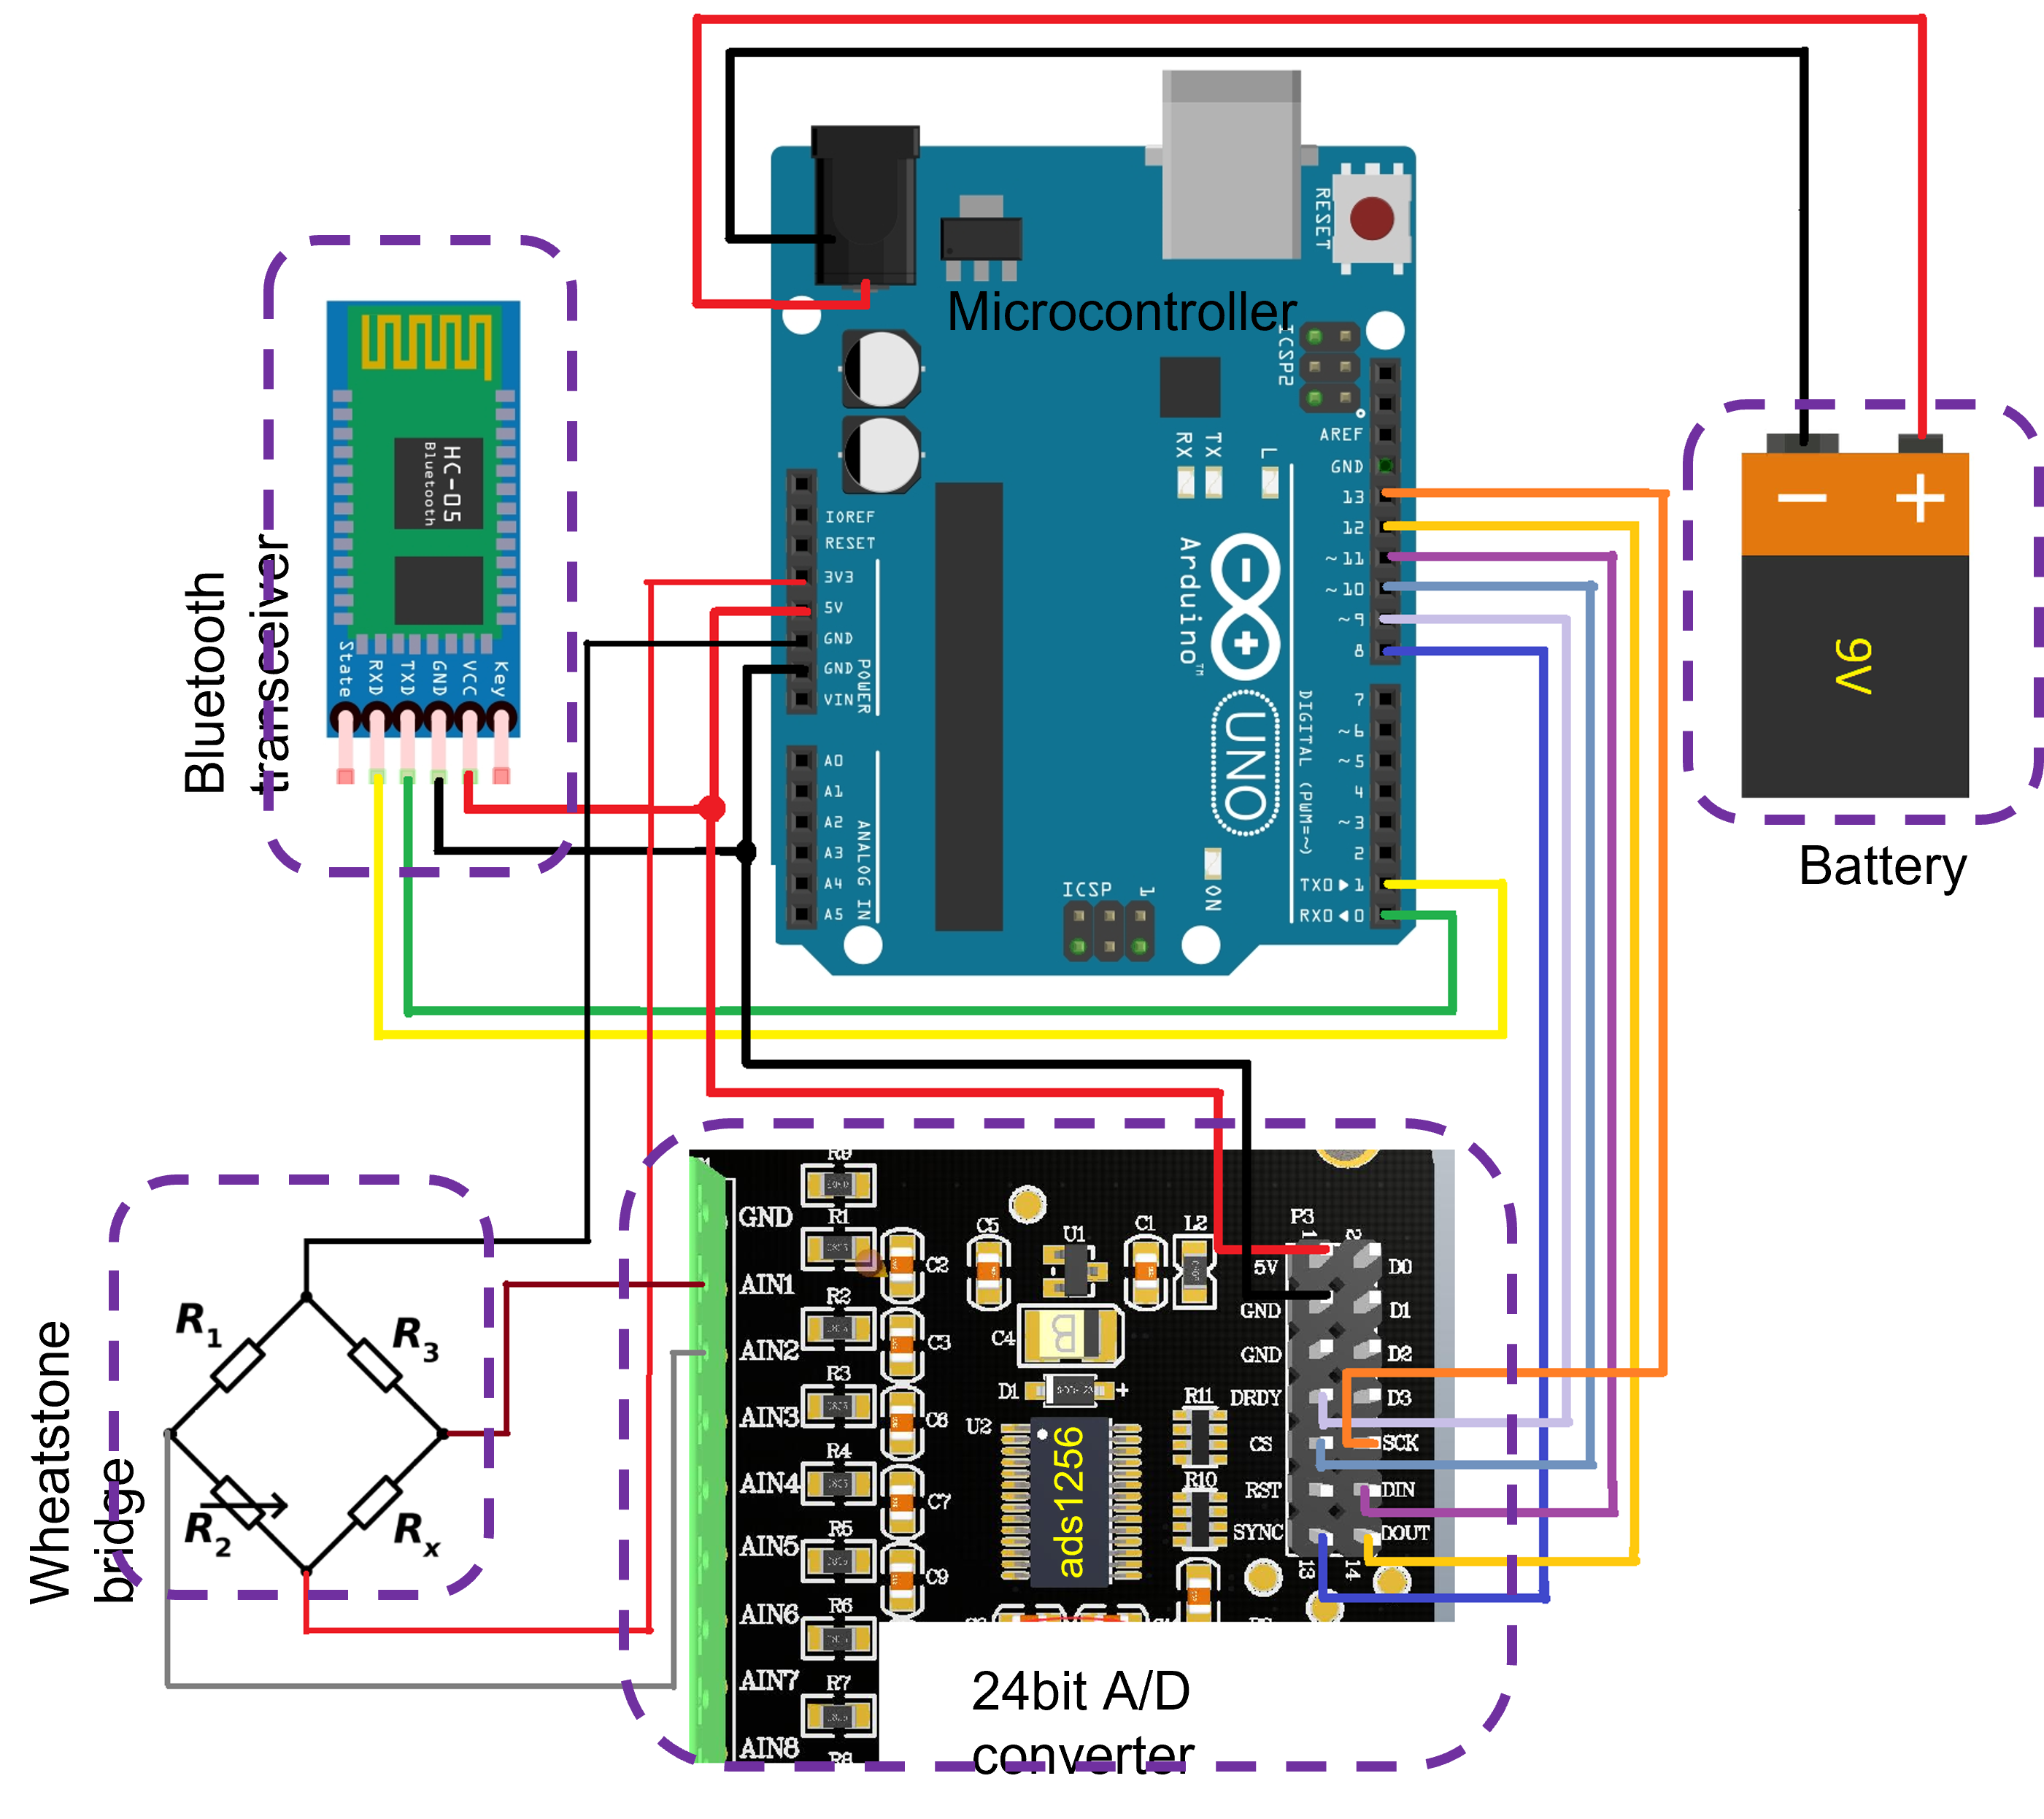 Microcontroller
RESET
ICSP2
AREF
GND
13
12
~11
~10
~9
8
7
~6
~5
4
~3
2
TX0▶1
RX0◀0
DIGITAL (PWM=~)
RX
TX
L
Arduino™
UNO
ON
ICSP
1
IOREF
RESET
3V3
5V
GND
GND
VIN
POWER
A0
A1
A2
A3
A4
A5
ANALOG IN
Bluetooth
transceiver
HC-05
Bluetooth
State
RXD
TXD
GND
VCC
Key
− +
9V
Battery
Wheatstone
bridge
R1
R3
R2
Rx
GND
AIN1
AIN2
AIN3
AIN4
AIN5
AIN6
AIN7
AIN8
R9
R1
R2
R3
R4
R5
R6
R7
R8
C2
C3
C6
C7
C9
C5
U1
C1
L2
C4
D1
+
U2
R11
R10
ads1256
P3
1
2
5V
GND
GND
DRDY
CS
RST
SYNC
D0
D1
D2
D3
SCK
DIN
DOUT
13
14
24bit A/D
converter